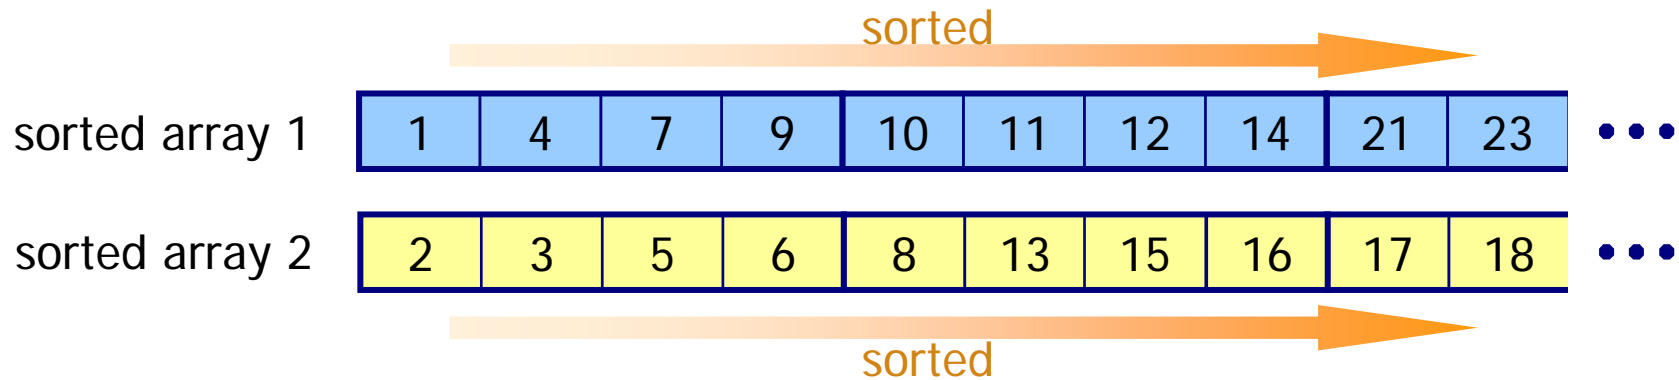 sorted
sorted array 1 1 4 7 9 10 11 12 14 21 23 •••
sorted array 2 2 3 5 6 8 13 15 16 17 18 •••
sorted